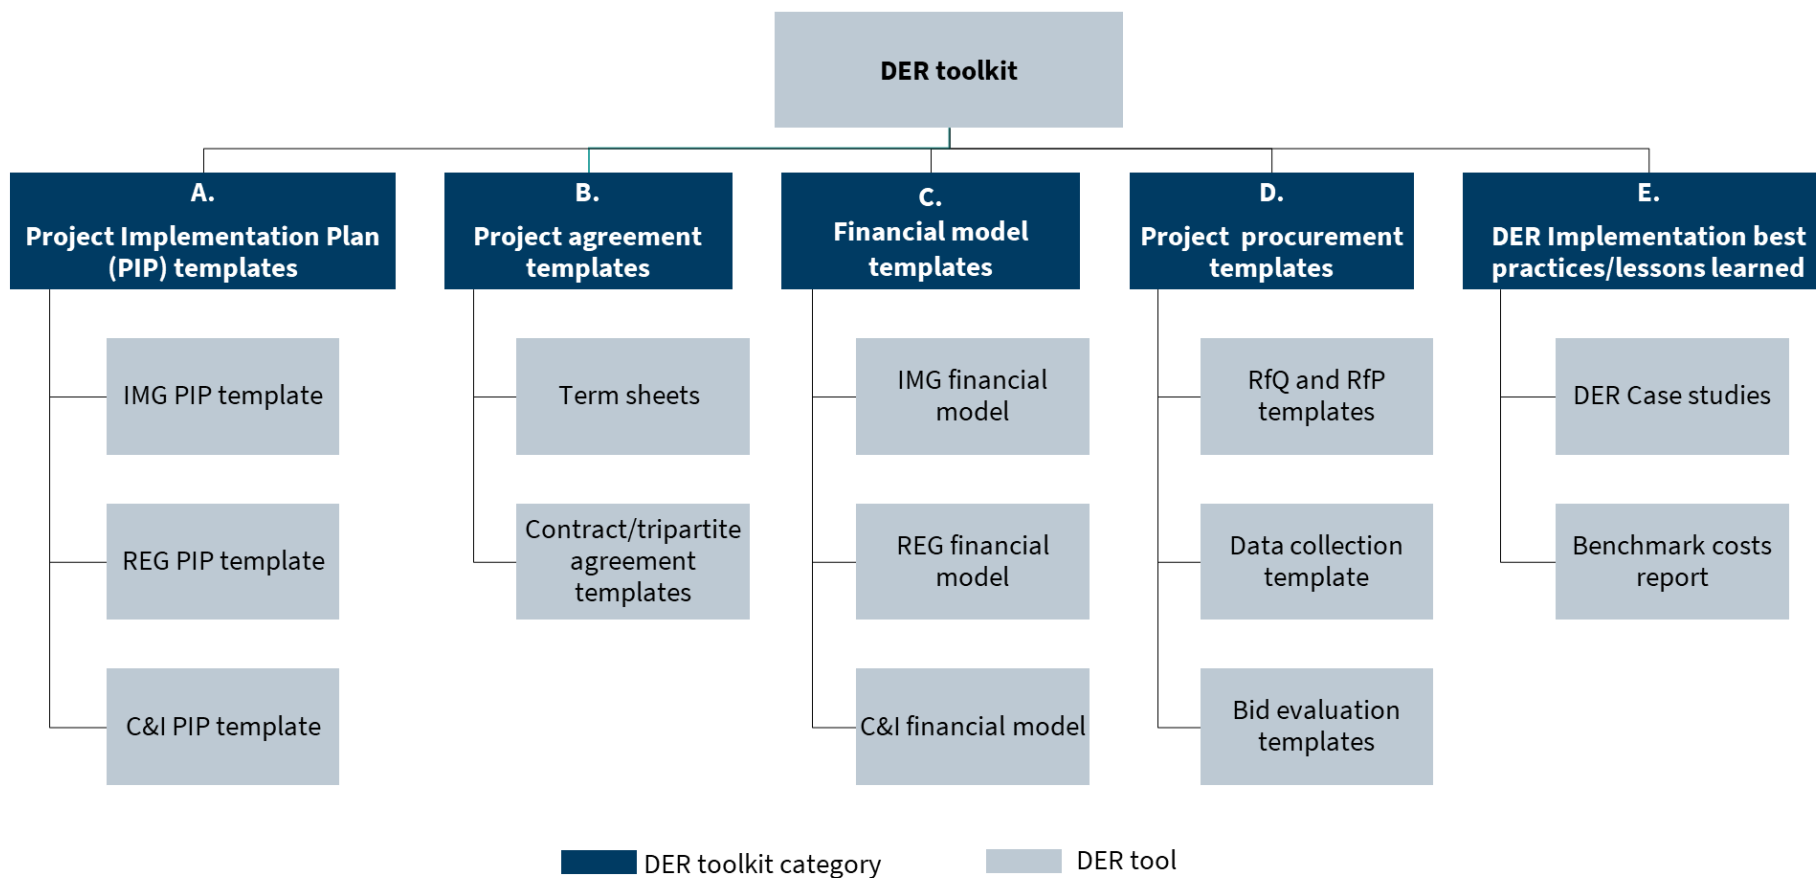 DER toolkit
A.
Project Implementation Plan
(PIP) templates
IMG PIP template
REG PIP template
C&I PIP template
B.
Project agreement
templates
Term sheets
Contract/tripartite
agreement
templates
C.
Financial model
templates
IMG financial
model
REG financial
model
C&I financial model
D.
Project procurement
templates
RfQ and RfP
templates
Data collection
template
Bid evaluation
templates
E.
DER Implementation best
practices/lessons learned
DER Case studies
Benchmark costs
report
DER toolkit category
DER tool